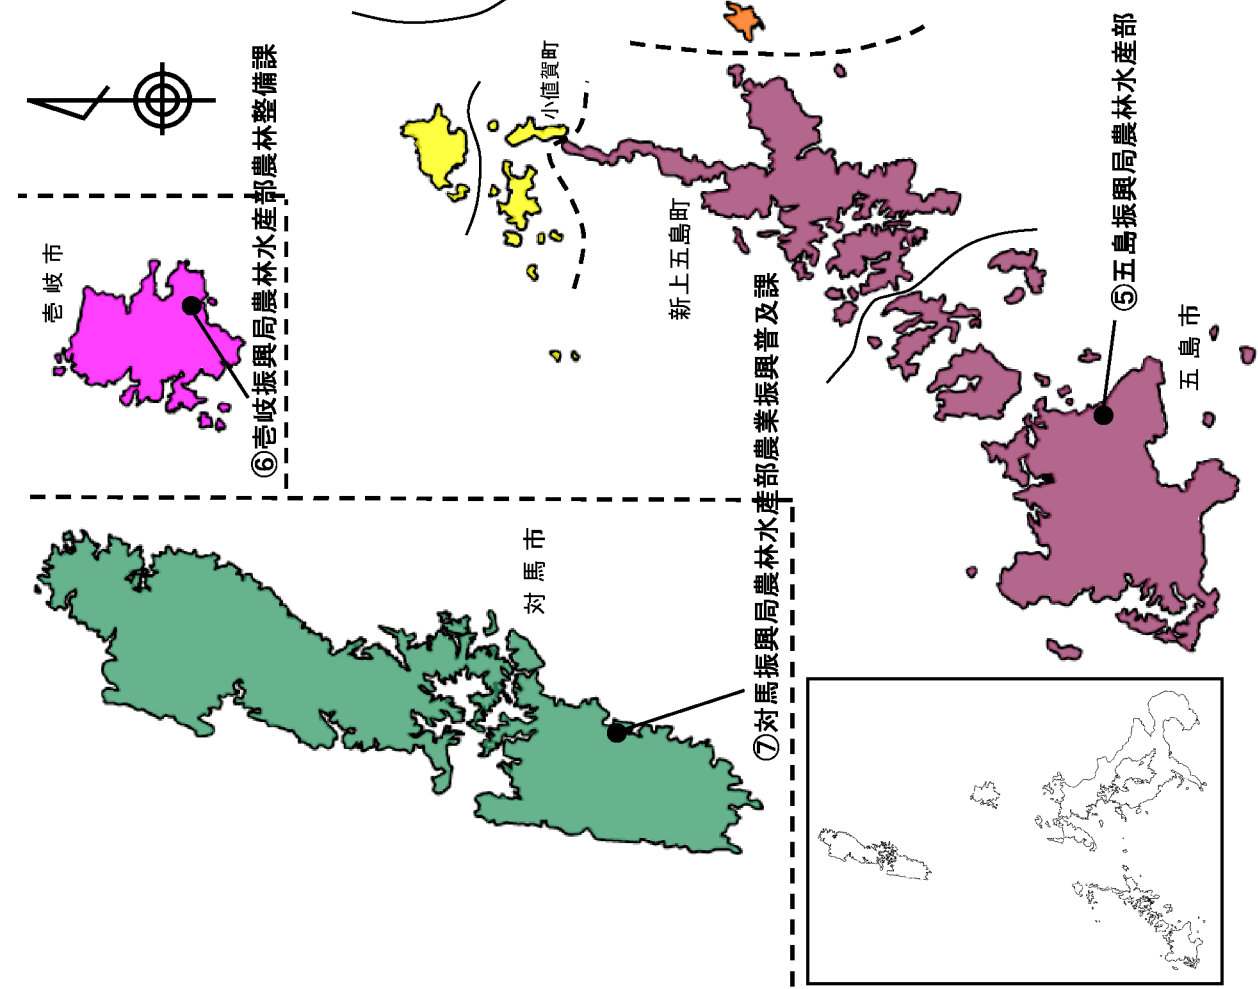 ⑤五島振興局農林水産部
五島市
⑦対馬振興局農林水産部農業振興普及課
新上五島町
小値賀町
対馬市
⑥壱岐振興局農林水産部農林整備課
壱岐市